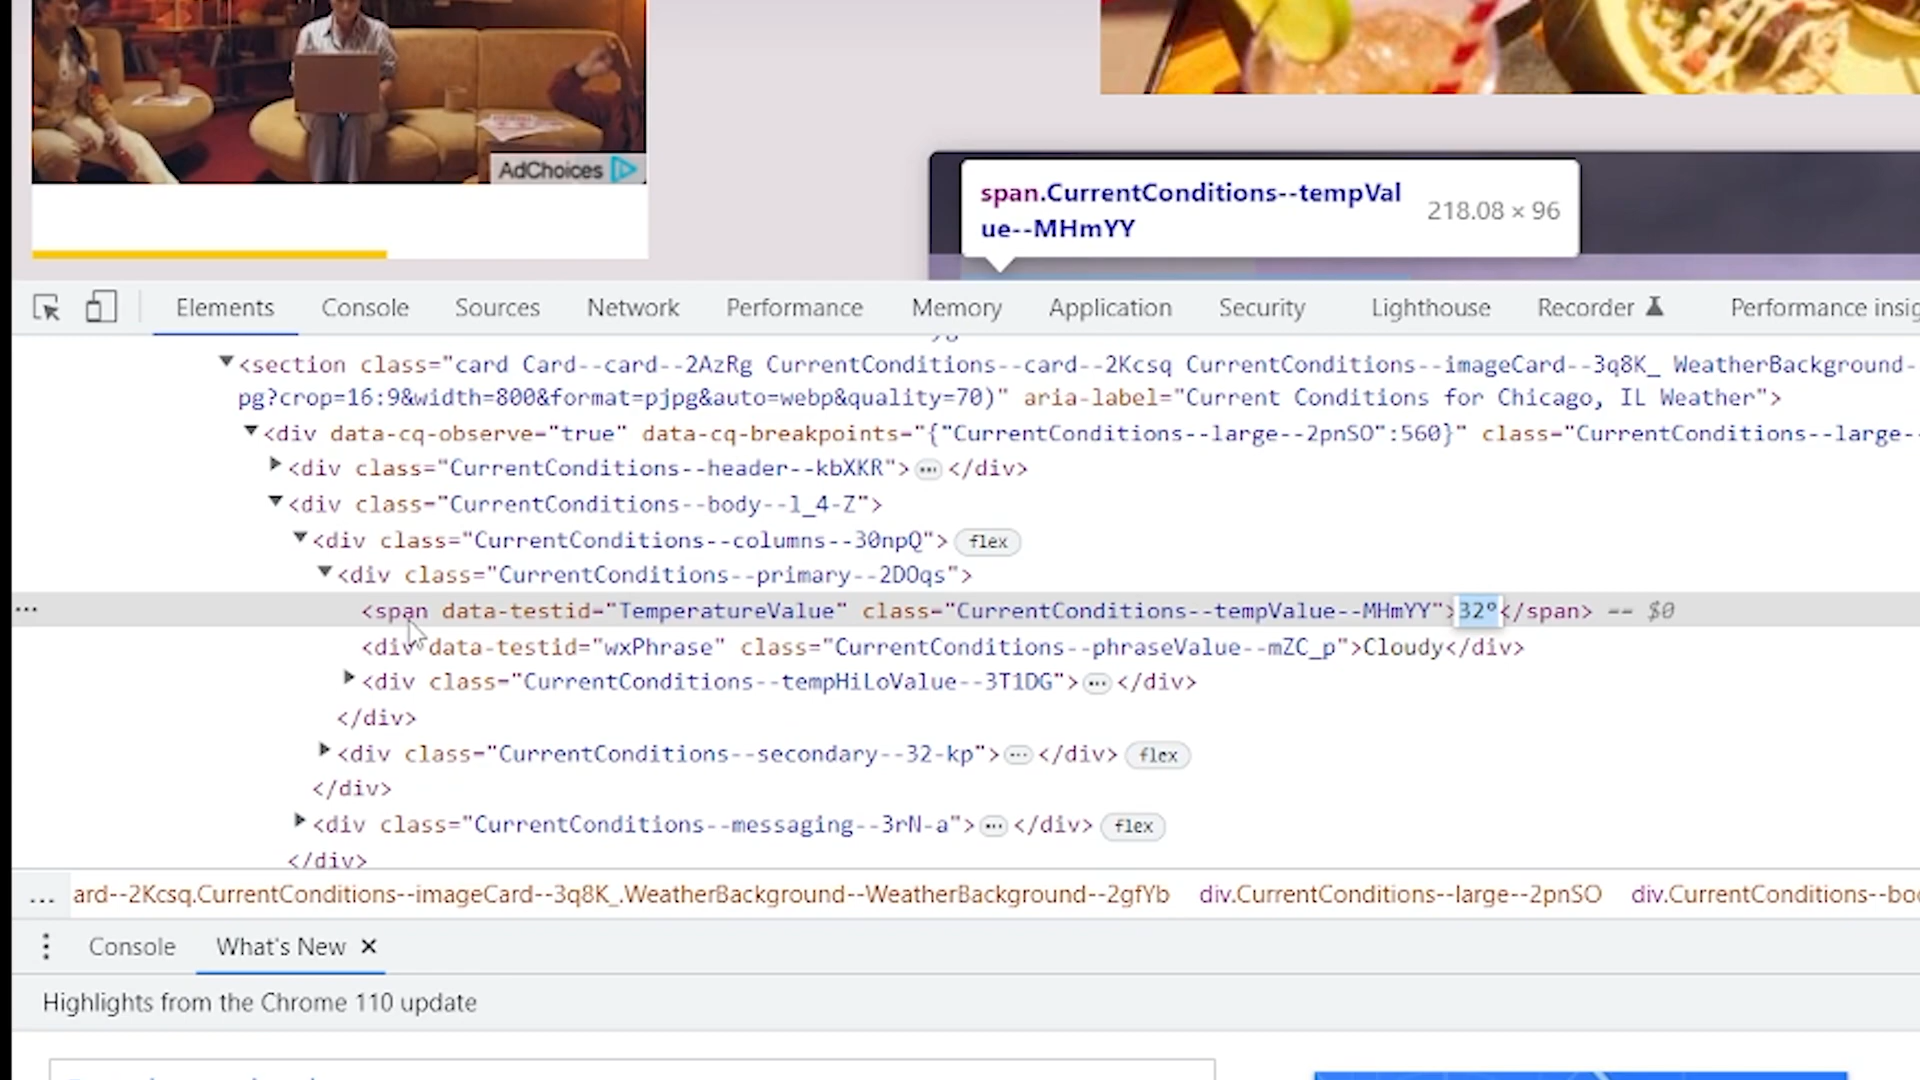 AdChoices
span.CurrentConditions--tempVal
ue--MHmYY
218.08 × 96
Elements Console Sources Network Performance Memory Application Security Lighthouse Recorder Performance insig
<section class="card Card--card--2AzRg CurrentConditions--card--2Kcsq CurrentConditions--imageCard--3q8K_ WeatherBackground-
pg?crop=16:9&width=800&format=pjpg&auto=webp&quality=70)" aria-label="Current Conditions for Chicago, IL Weather">
<div data-cq-observe="true" data-cq-breakpoints="{"CurrentConditions--large--2pnSO":560}" class="CurrentConditions--large--
<div class="CurrentConditions--header--kbXKR">…</div>
<div class="CurrentConditions--body--l_4-Z">
<div class="CurrentConditions--columns--30npQ"> flex
<div class="CurrentConditions--primary--2DOqs">
… <span data-testid="TemperatureValue" class="CurrentConditions--tempValue--MHmYY">32°</span> == $0
<div data-testid="wxPhrase" class="CurrentConditions--phraseValue--mZC_p">Cloudy</div>
<div class="CurrentConditions--tempHiLoValue--3T1DG">…</div>
</div>
<div class="CurrentConditions--secondary--32-kp">…</div> flex
</div>
<div class="CurrentConditions--messaging--3rN-a">…</div> flex
</div>
… ard--2Kcsq.CurrentConditions--imageCard--3q8K_.WeatherBackground--WeatherBackground--2gfYb div.CurrentConditions--large--2pnSO div.CurrentConditions--bo
Console What's New ×
Highlights from the Chrome 110 update